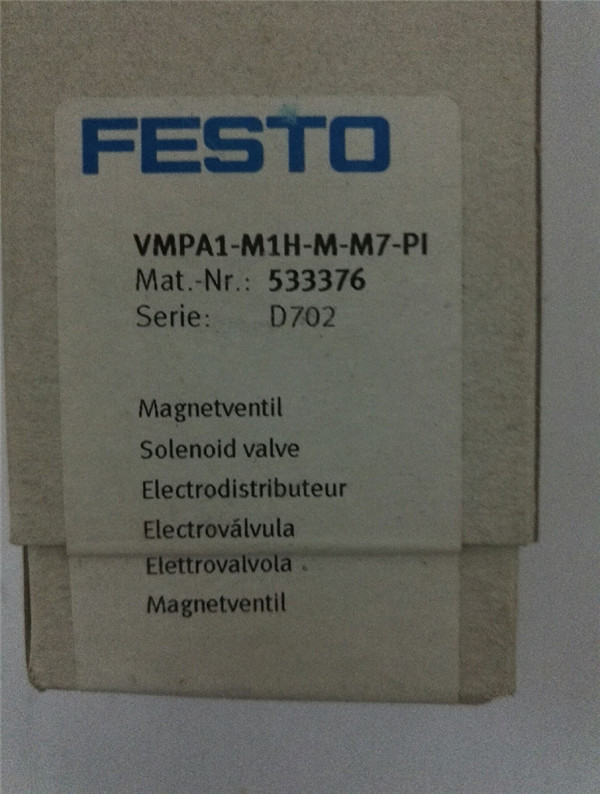 FESTO
VMPA1-M1H-M-M7-PI
Mat.-Nr.: 533376
Serie: D702
Magnetventil
Solenoid valve
Electrodistributeur
Electroválvula
Elettrovalvola
Magnetventil